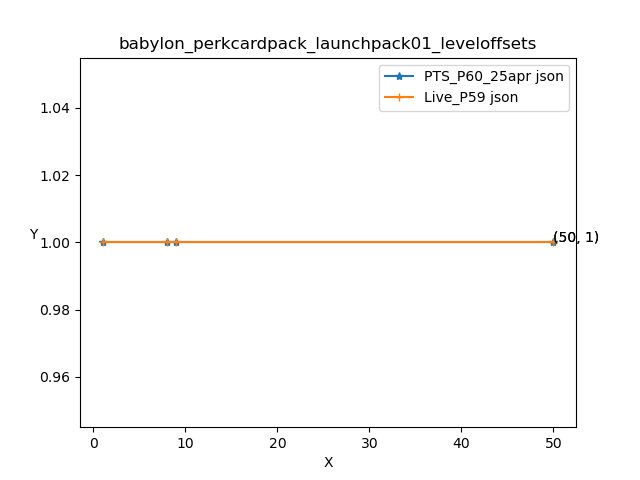 babylon_perkcardpack_launchpack01_leveloffsets
PTS_P60_25apr json
Live_P59 json
1.04
1.02
Y
1.00
(50, 1)
0.98
0.96
0
10
20
30
40
50
X